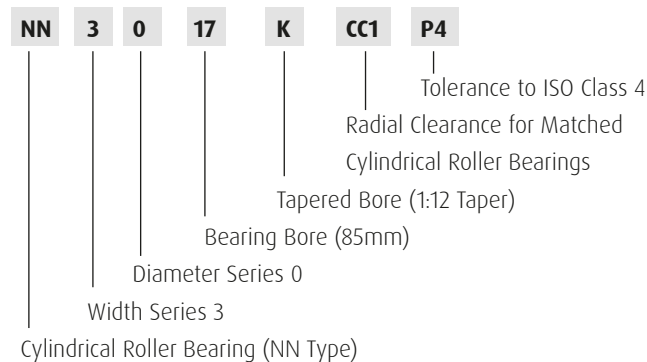 NN 3 0 17 K CC1 P4
Tolerance to ISO Class 4
Radial Clearance for Matched
Cylindrical Roller Bearings
Tapered Bore (1:12 Taper)
Bearing Bore (85mm)
Diameter Series 0
Width Series 3
Cylindrical Roller Bearing (NN Type)